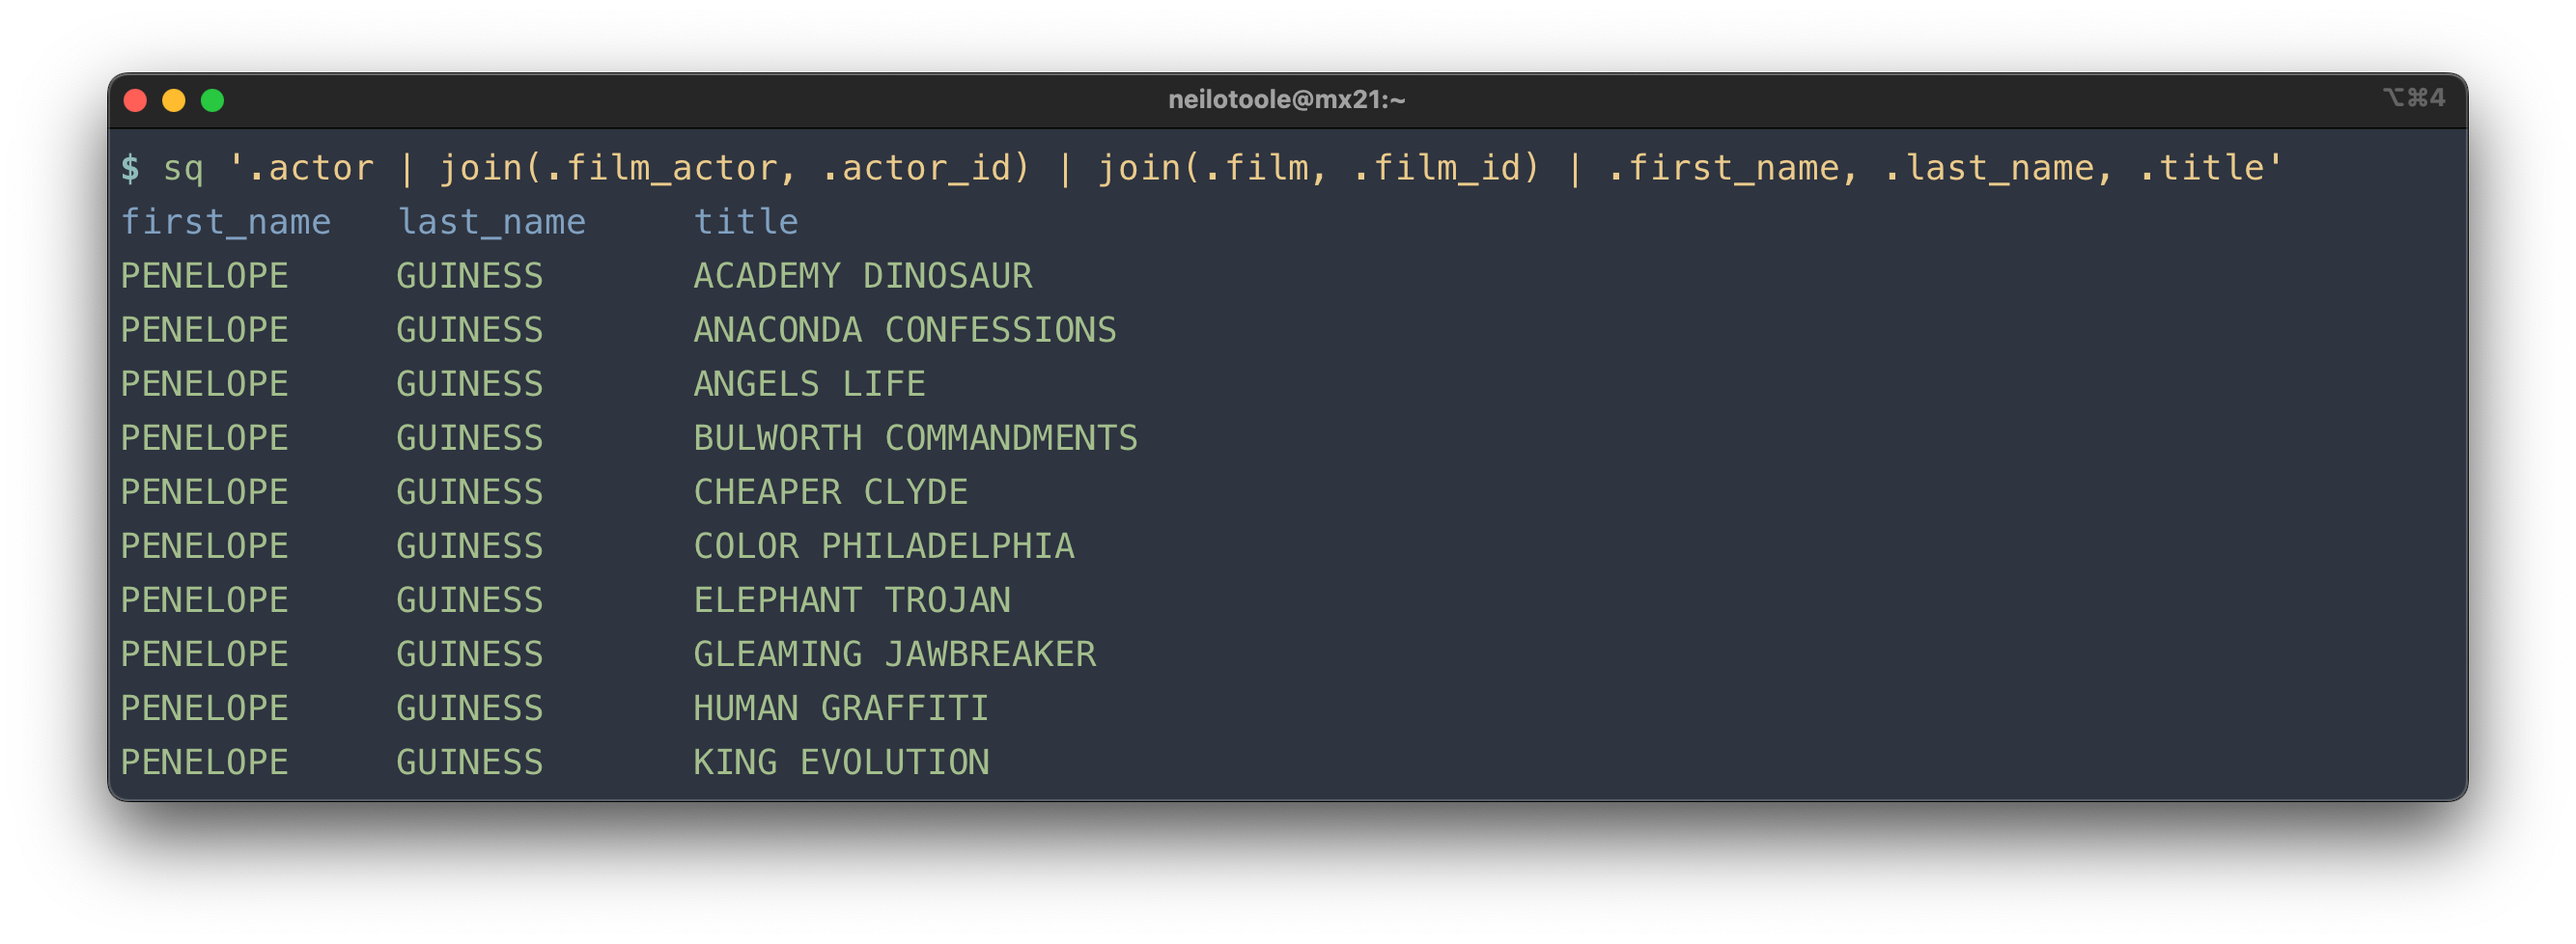 neilotoole@mx21:~
⌥⌘4
$ sq '.actor | join(.film_actor, .actor_id) | join(.film, .film_id) | .first_name, .last_name, .title'
first_name last_name title
PENELOPE GUINESS ACADEMY DINOSAUR
PENELOPE GUINESS ANACONDA CONFESSIONS
PENELOPE GUINESS ANGELS LIFE
PENELOPE GUINESS BULWORTH COMMANDMENTS
PENELOPE GUINESS CHEAPER CLYDE
PENELOPE GUINESS COLOR PHILADELPHIA
PENELOPE GUINESS ELEPHANT TROJAN
PENELOPE GUINESS GLEAMING JAWBREAKER
PENELOPE GUINESS HUMAN GRAFFITI
PENELOPE GUINESS KING EVOLUTION